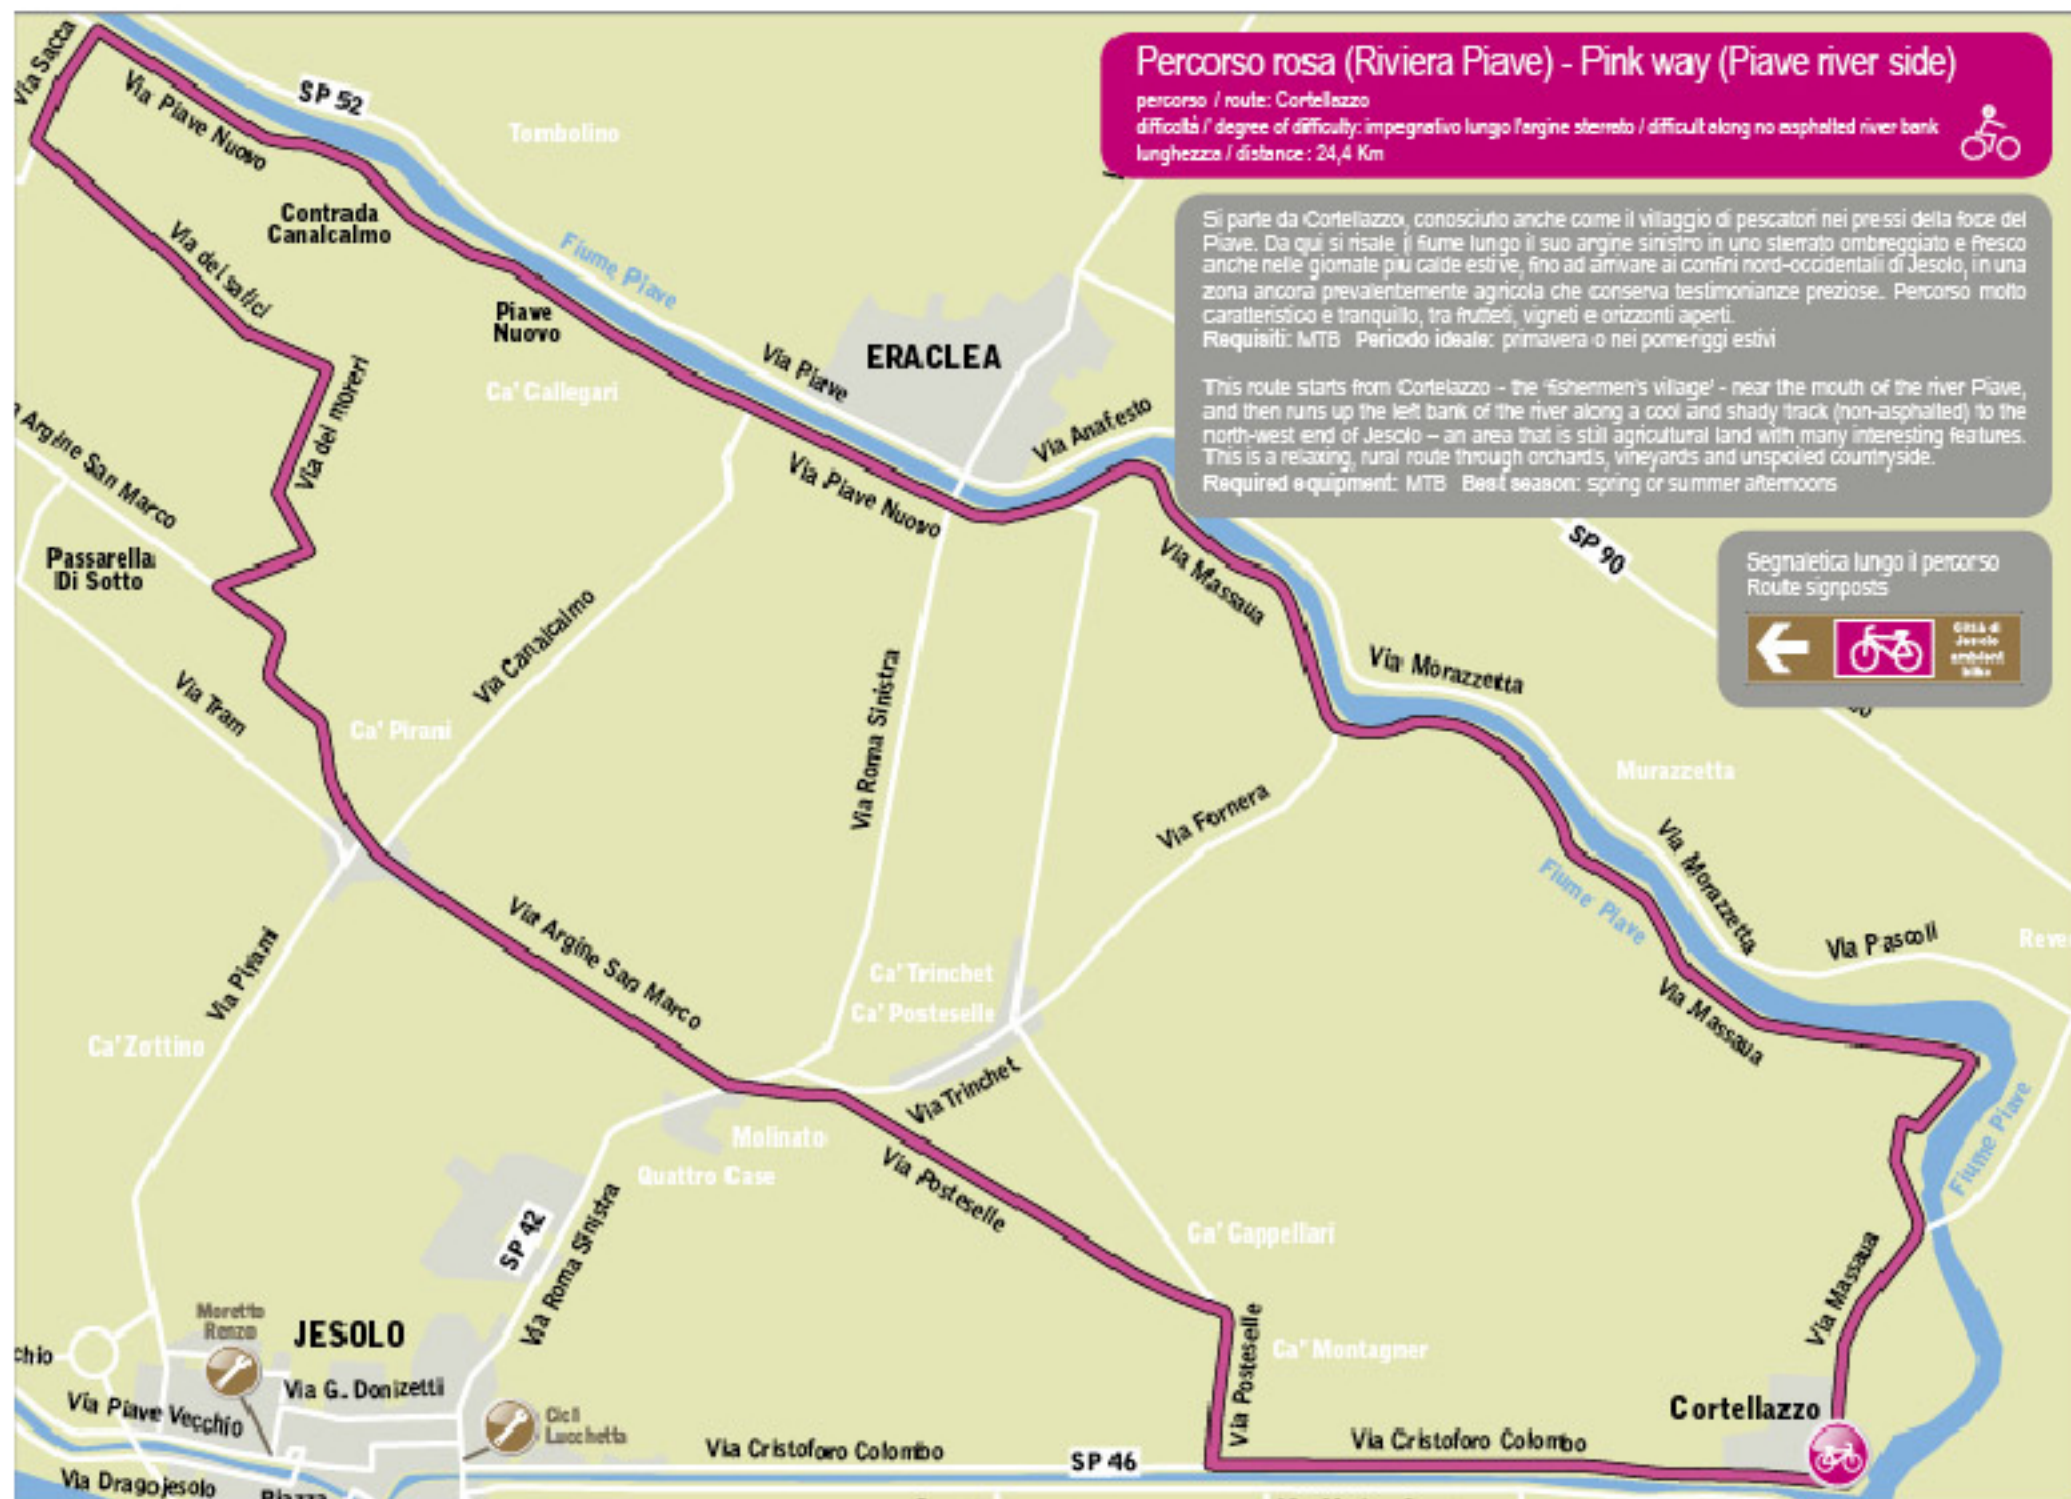 Percorso rosa (Riviera Piave) - Pink way (Piave river side)
percorso / route: Cortellazzo
difficoltà / degree of difficulty: impegnativo lungo l'argine sterrato / difficult along no asphalted river bank
lunghezza / distance: 24,4 Km
Si parte da Cortellazzo, conosciuto anche come il villaggio di pescatori nei pressi della foce del
Piave. Da qui si risale il fiume lungo il suo argine sinistro in uno sterrato ombreggiato e fresco
anche nelle giornate più calde estive, fino ad arrivare ai confini nord-occidentali di Jesolo, in una
zona ancora prevalentemente agricola che conserva testimonianze preziose. Percorso molto
caratteristico e tranquillo, tra frutteti, vigneti e orizzonti aperti.
Requisiti: MTB Periodo ideale: primavera o nei pomeriggi estivi
This route starts from Cortelazzo – the 'fishermen's village' - near the mouth of the river Piave,
and then runs up the left bank of the river along a cool and shady track (non-asphalted) to the
north-west end of Jesolo – an area that is still agricultural land with many interesting features.
This is a relaxing, rural route through orchards, vineyards and unspoiled countryside.
Required equipment: MTB Best season: spring or summer afternoons
Segnaletica lungo il percorso
Route signposts
Città di
Jesolo
ambient
bike
Via Sacca
Via Piave Nuovo
SP 52
Tombolino
Contrada
Canalcalmo
Via dei salici
Fiume Piave
Piave
Nuovo
Via Piave
ERACLEA
Ca' Callegari
Via dei moreri
Via Anafesto
Argine San Marco
Via Piave Nuovo
Passarella
Di Sotto
Via Massaua
SP 90
Via Canalcalmo
Via Roma Sinistra
Via Morazzetta
Via Tram
Ca' Pirani
Murazzetta
Via Fornera
Via Morazzetta
Fiume Piave
Via Pascoli
Via Argine San Marco
Via Pirani
Ca' Trinchet
Ca' Posteselle
Via Massaua
Ca' Zottino
Via Trinchet
Fiume Piave
Molinato
Quattro Case
Via Posteselle
SP 42
Via Roma Sinistra
Ca' Cappellari
Via Massaua
Moretto
Renzo
JESOLO
Via Posteselle
Ca' Montagner
chio
Via G. Donizetti
Cortellazzo
Via Piave Vecchio
Cicli
Lucchetta
Via Cristoforo Colombo
SP 46
Via Cristoforo Colombo
Via Dragojesolo
Piazza